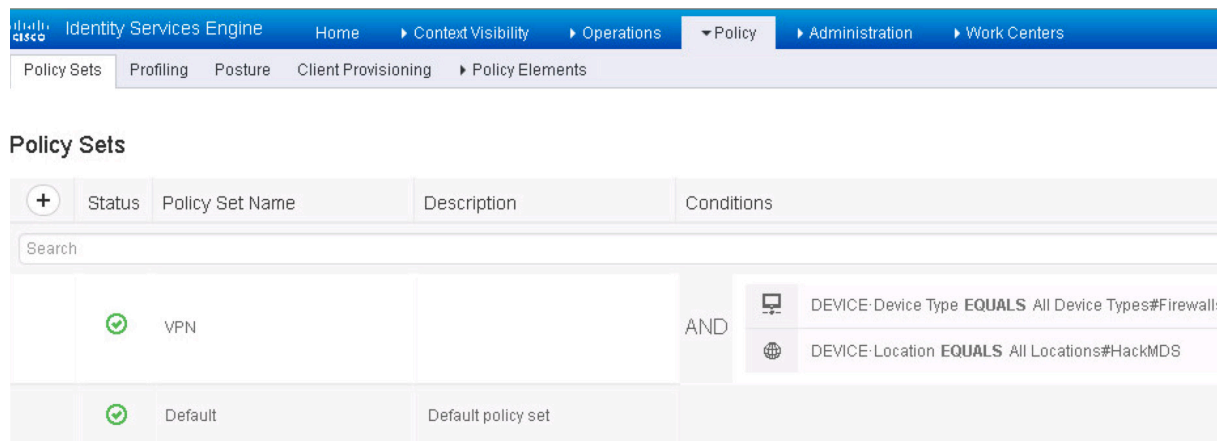 cisco Identity Services Engine Home Context Visibility Operations Policy Administration Work Centers
Policy Sets Profiling Posture Client Provisioning Policy Elements
Policy Sets
+ Status Policy Set Name Description Conditions
Search
VPN AND DEVICE·Device Type EQUALS All Device Types#Firewalls
DEVICE·Location EQUALS All Locations#HackMDS
Default Default policy set